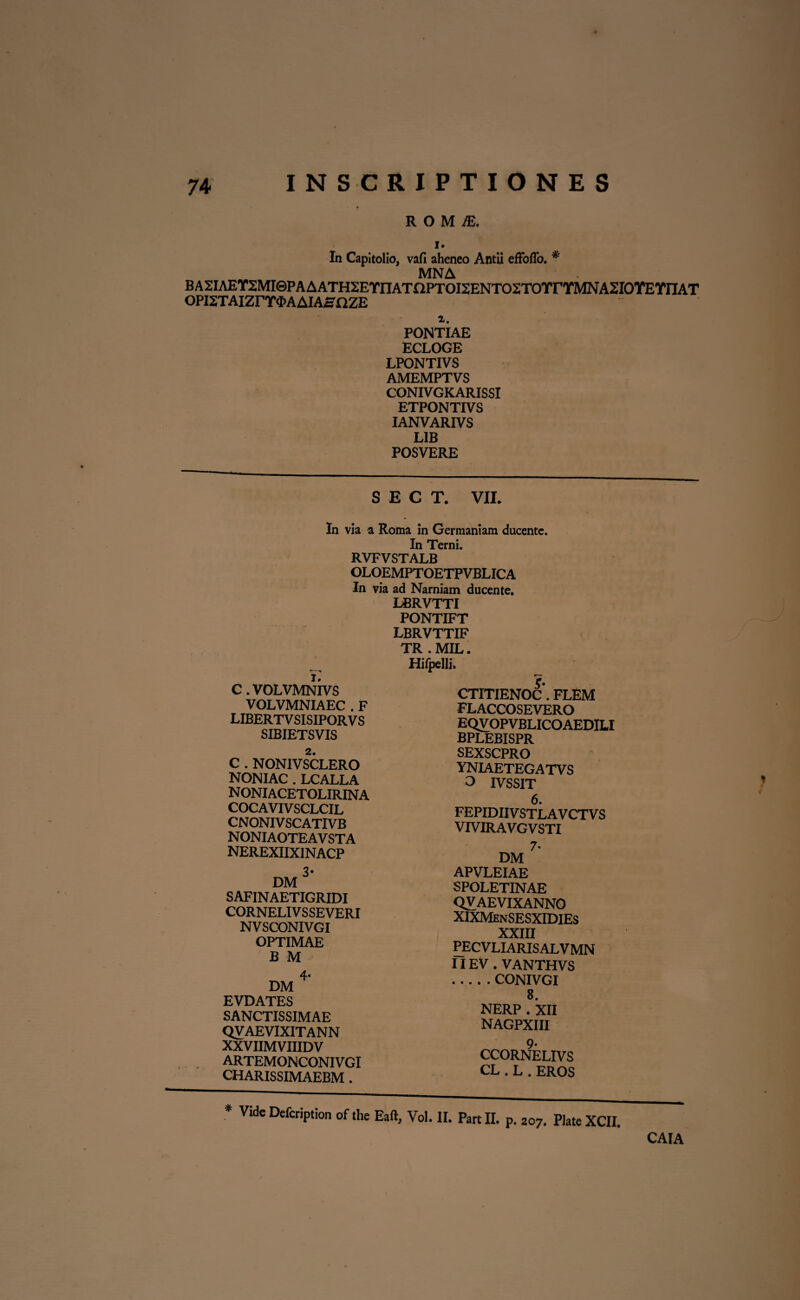 74 INSCRIPTIONES
ROMÆ.
1.
In Capitolio, vaſi aheneo Antii effoſſo. *
MNA
ΒΑΣΙΛΕΥΣΜΙΘΡΑΔΑΤΗΣΕΥΠΑΤΩΡΤΟΙΣΕΝΤΟΣΤΟΥΓΥΜΝΑΣΙΟΥΕΥΠΑΤ
ΟΡΙΣΤΑΙΖΓΥΦΑΔΙΑΞΩΖΕ
2.
PONTIAE
ECLOGE
LPONTIVS
AMEMPTVS
CONIVGKARISSI
ETPONTIVS
IANVARIVS
LIB
POSVERE
SECT. VII.
In via a Roma in Germaniam ducente.
In Terni.
RVFVSTALB
OLOEMPTOETPVBLICA
In via ad Narniam ducente.
LBRVTTI
PONTIFT
LBRVTTIF
TR . MIL .
Hiſpelli.
1.
C . VOLVMNIVS
VOLVMNIAEC . F
LIBERTVSISIPORVS
SIBIETSVIS
2.
C . NONIVSCLERO
NONIAC . LCALLA
NONIACETOLIRINA
COCAVIVSCLCIL
CNONIVSCATIVB
NONIAOTEAVSTA
NEREXIIXINACP
3.
DM
SAFINAETIGRIDI
CORNELIVSSEVERI
NVSCONIVGI
OPTIMAE
B M
4.
DM
EVDATES
SANCTISSIMAE
QVAEVIXITANN
XXVIIMVIIIDV
ARTEMONCONIVGI
CHARISSIMAEBM .
5.
CTITIENOC . FLEM
FLACCOSEVERO
EQVOPVBLICOAEDILI
BPLEBISPR
SEXSCPRO
YNIAETEGATVS
Ɔ IVSSIT
6.
FEPIDIIVSTLAVCTVS
VIVIRAVGVSTI
7.
DM
APVLEIAE
SPOLETINAE
QVAEVIXANNO
XIXMENSESXIDIES
XXIII
PECVLIARISALVMN
ΠEV . VANTHVS
..... CONIVGI
8.
NERP . XII
NAGPXIII
9.
CCORNELIVS
CL . L . EROS
* Vide Deſcription of the Eaſt, Vol. II. Part II. p. 207. Plate XCII.
CAIA